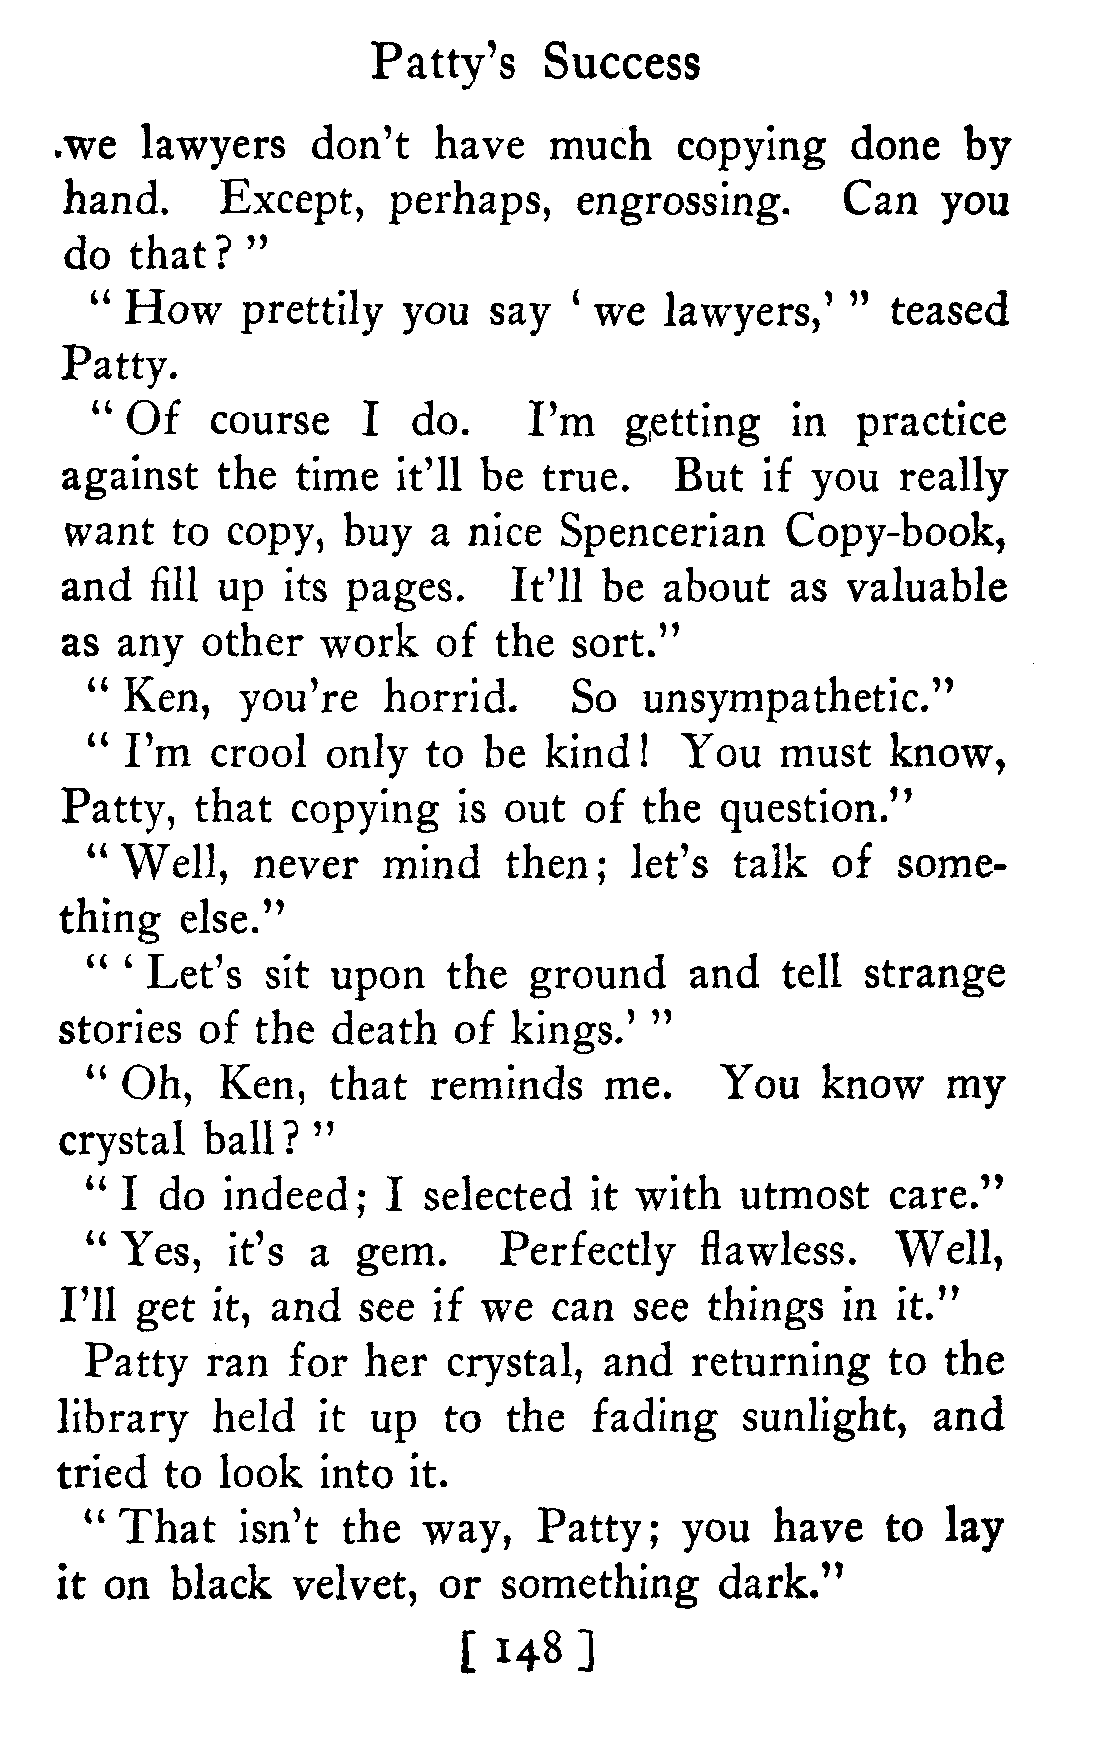 Patty's Success
.we lawyers don't have much copying done by
hand. Except, perhaps, engrossing. Can you
do that? "
" How prettily you say ' we lawyers,' " teased
Patty.
" Of course I do. I'm getting in practice
against the time it'll be true. But if you really
want to copy, buy a nice Spencerian Copy-book,
and fill up its pages. It'll be about as valuable
as any other work of the sort."
" Ken, you're horrid. So unsympathetic."
" I'm crool only to be kind! You must know,
Patty, that copying is out of the question."
" Well, never mind then; let's talk of some-
thing else."
" ' Let's sit upon the ground and tell strange
stories of the death of kings.' "
" Oh, Ken, that reminds me. You know my
crystal ball? "
" I do indeed; I selected it with utmost care."
" Yes, it's a gem. Perfectly flawless. Well,
I'll get it, and see if we can see things in it."
Patty ran for her crystal, and returning to the
library held it up to the fading sunlight, and
tried to look into it.
" That isn't the way, Patty; you have to lay
it on black velvet, or something dark."
[ 148 ]